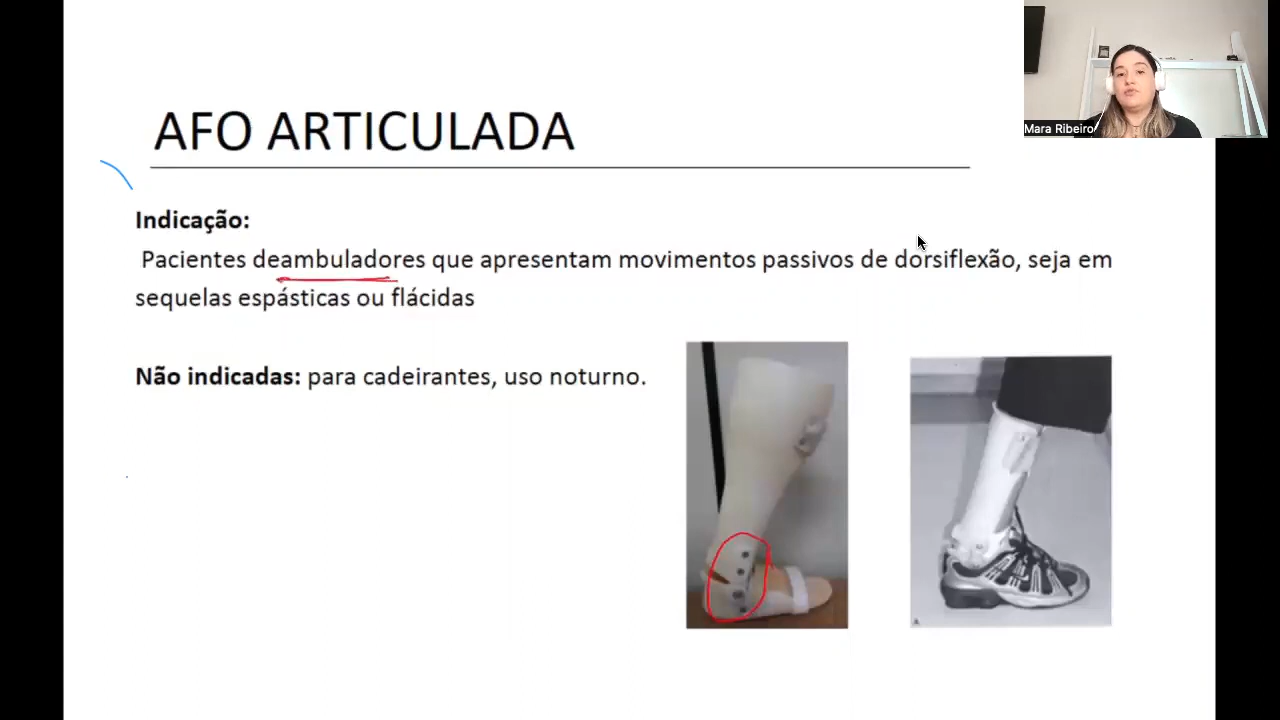 Mara Ribeiro
AFO ARTICULADA
Indicação:
Pacientes deambuladores que apresentam movimentos passivos de dorsiflexão, seja em
sequelas espásticas ou flácidas
Não indicadas: para cadeirantes, uso noturno.